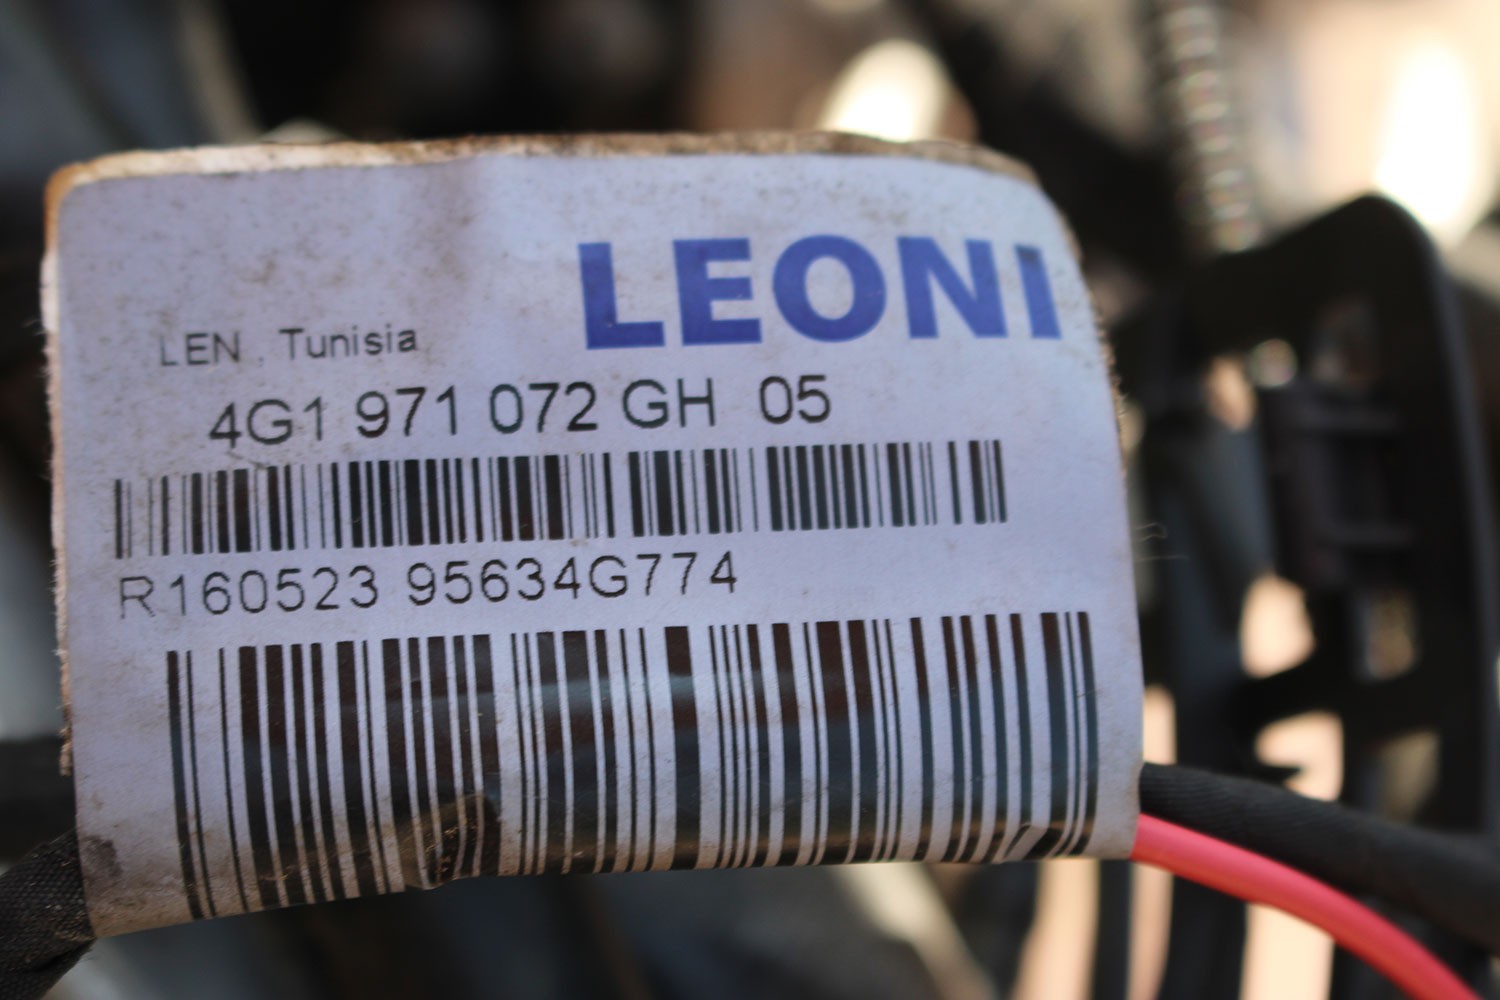 LEONI
LEN. Tunisia
4G1 971 072 GH 05
R160523 95634G774